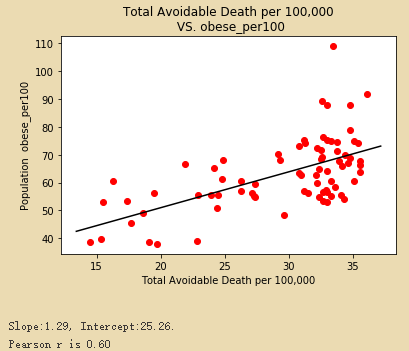 Total Avoidable Death per 100,000
VS. obese_per100
110
100
90
80
70
60
50
40
Population obese_per100
15
20
25
30
35
Total Avoidable Death per 100,000
Slope:1.29, Intercept:25.26.
Pearson r is 0.60